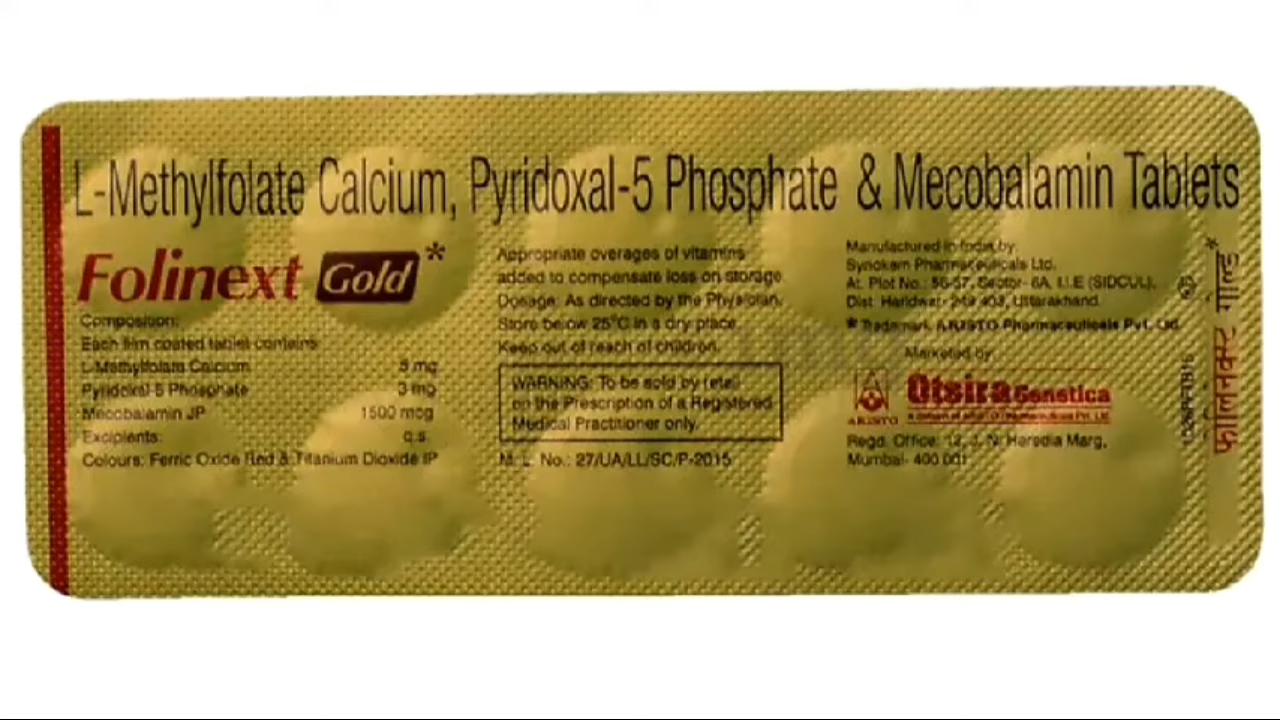 L-Methylfolate Calcium, Pyridoxal-5 Phosphate & Mecobalamin Tablets
Folinext Gold*
Composition:
Each film coated tablet contains
L-Methylfolate Calcium 5 mg
Pyridoxal-5 Phosphate 3 mg
Mecobalamin JP 1500 mcg
Excipients: q.s.
Colours: Ferric Oxide Red & Titanium Dioxide IP
Appropriate overages of vitamins
added to compensate loss on storage.
Dosage: As directed by the Physician.
Store below 25°C in a dry place.
Keep out of reach of children.
WARNING: To be sold by retail
on the Prescription of a Registered
Medical Practitioner only.
M. L. No.: 27/UA/LL/SC/P-2015
Manufactured in India by:
Synokem Pharmaceuticals Ltd.
At. Plot No.: 56-57, Sector- 6A, I.I.E (SIDCUL),
Dist. Haridwar- 249 403, Uttarakhand.
* Trademark ARISTO Pharmaceuticals Pvt. Ltd.
Marketed by:
ARISTO
Otsira Genetica
A division of ARISTO Pharmaceuticals Pvt. Ltd.
Regd. Office: 12, J. N. Heredia Marg,
Mumbai- 400 001
फोलिनेक्स्ट गोल्ड*